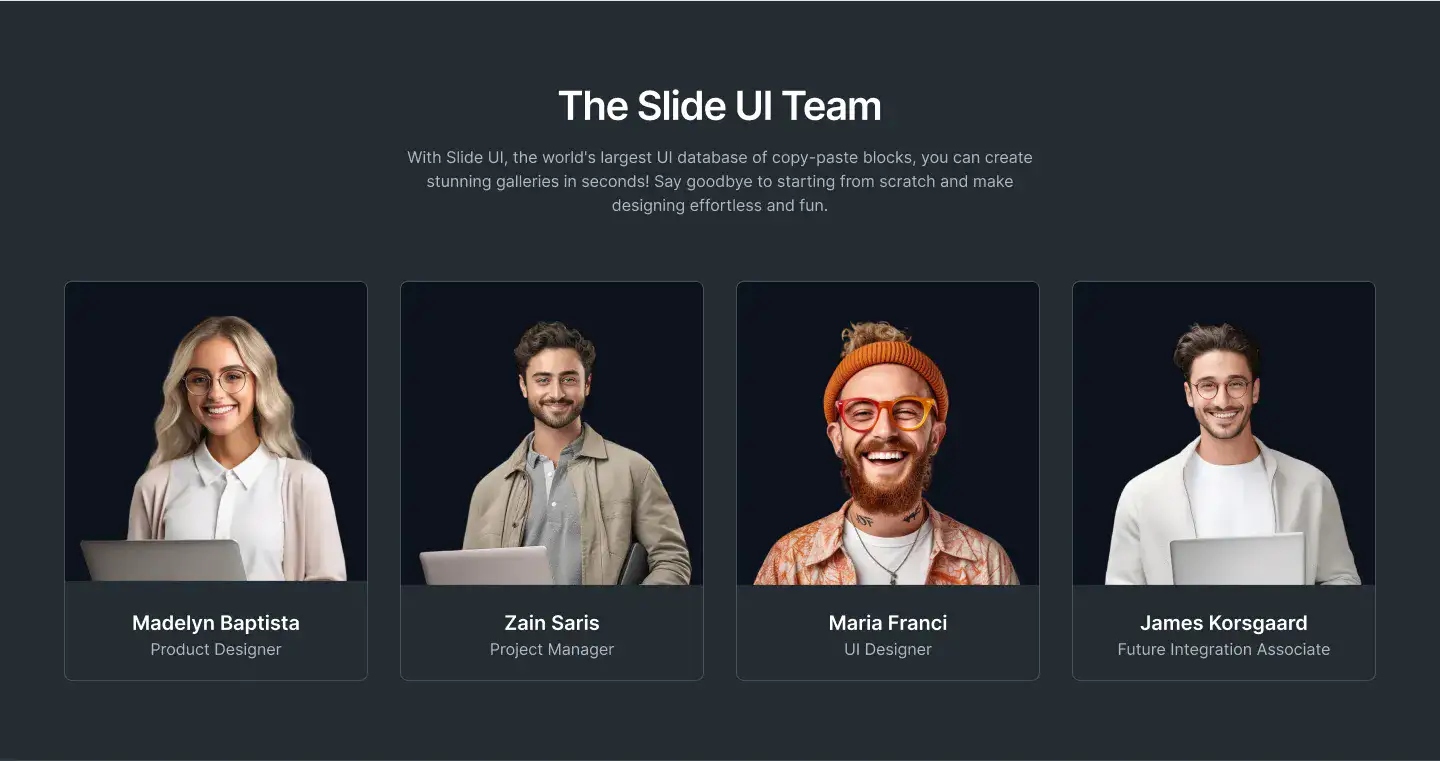 The Slide UI Team
With Slide UI, the world's largest UI database of copy-paste blocks, you can create
stunning galleries in seconds! Say goodbye to starting from scratch and make
designing effortless and fun.
Madelyn Baptista
Product Designer
Zain Saris
Project Manager
Maria Franci
UI Designer
James Korsgaard
Future Integration Associate